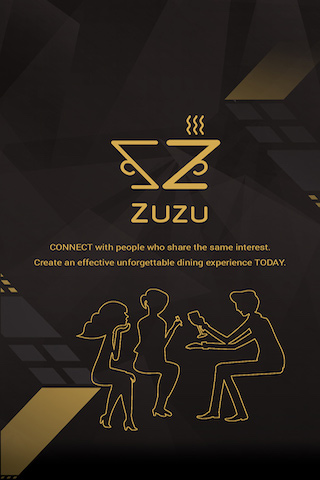 ZUZU
CONNECT with people who share the same interest.
Create an effective unforgettable dining experience TODAY.